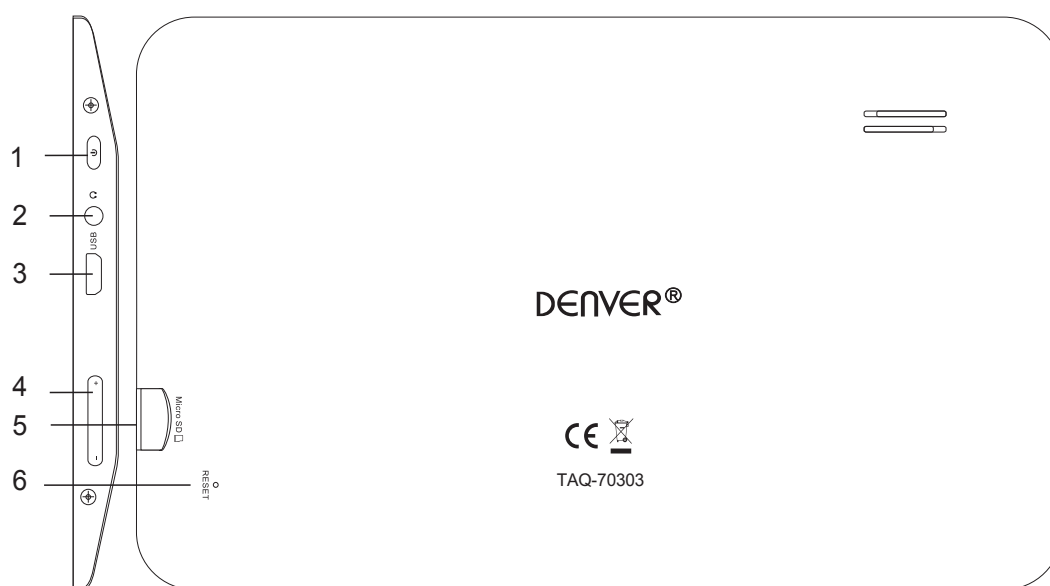 1
2
USB
3
4
+
-
5
Micro SD
6
RESET
DENVER®
CE
TAQ-70303